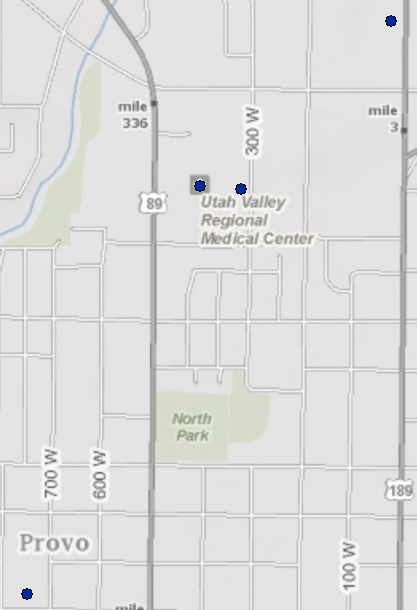 mile
336
300 W
mile
3
89
Utah Valley
Regional
Medical Center
North
Park
700 W
600 W
189
Provo
100 W
mile